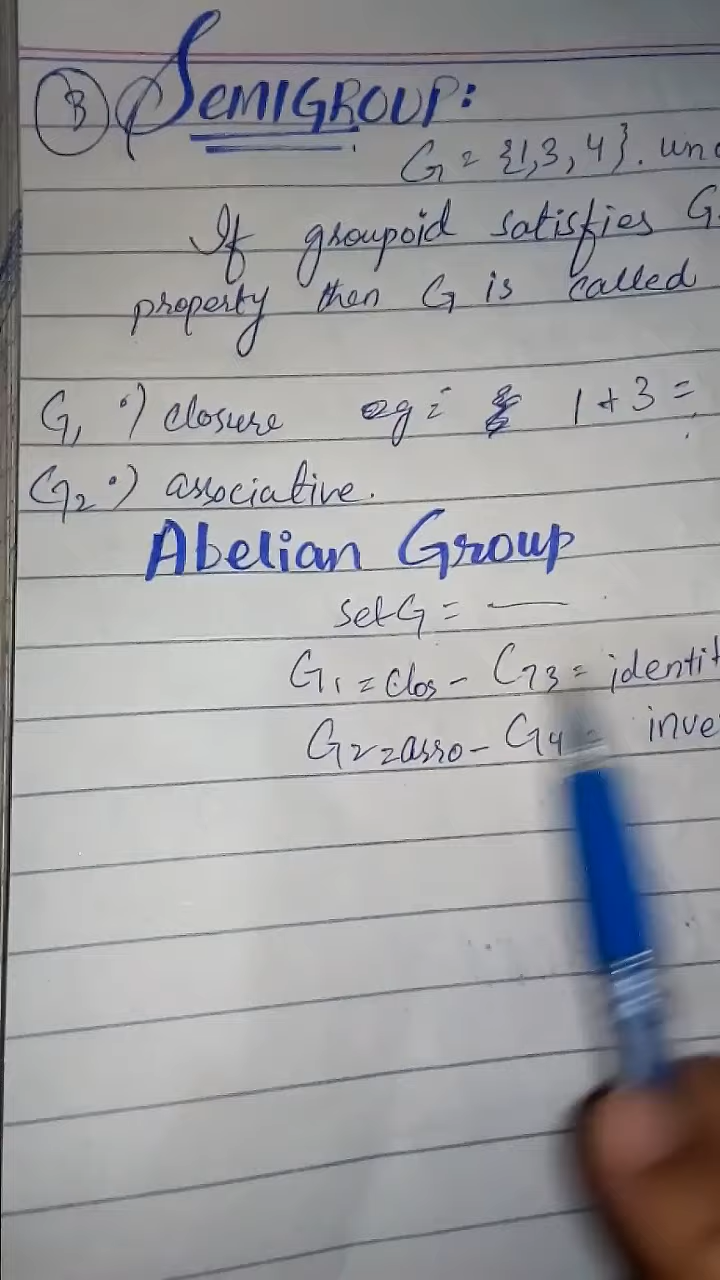 3 SEMIGROUP:
G = {1,3,4}. und
If groupoid satisfies G
property then G is called
G1 •) closure eg: 1+3=
G2 •) associative.
Abelian Group
set G = —
G1 = clos - G3 = identit
G2 = asso - G4 = inve